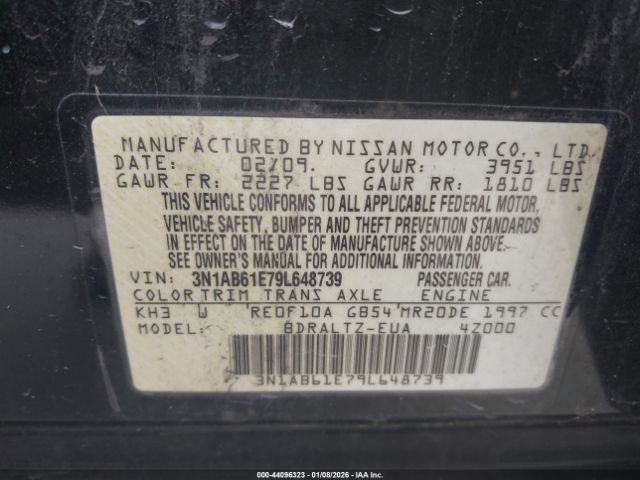 MANUFACTURED BY NISSAN MOTOR CO., LTD.
DATE: 02/09. GVWR: 3951 LBS
GAWR FR: 2227 LBS GAWR RR: 1810 LBS
THIS VEHICLE CONFORMS TO ALL APPLICABLE FEDERAL MOTOR,
VEHICLE SAFETY, BUMPER AND THEFT PREVENTION STANDARDS
IN EFFECT ON THE DATE OF MANUFACTURE SHOWN ABOVE.
SEE OWNER'S MANUAL FOR ADDITIONAL INFORMATION.
VIN: 3N1AB61E79L648739 PASSENGER CAR.
COLOR TRIM TRANS AXLE ENGINE
KH3 W RE0F10A GB54 MR20DE 1997 CC
MODEL: BDRALTZ-EUA 4Z000
3N1AB61E79L648739
000-44096323 - 01/08/2026 - IAA Inc.